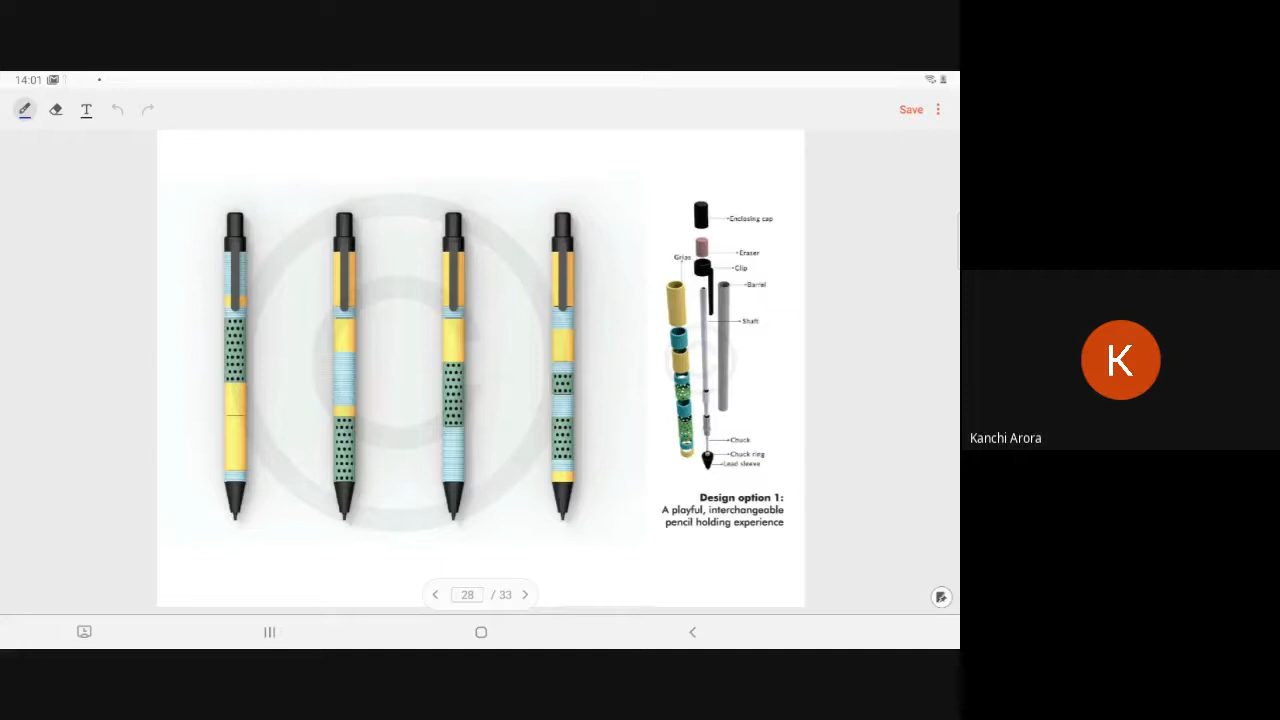 14:01
T
Save
Enclosing cap
Eraser
Grips
Clip
Barrel
Shaft
Chuck
Chuck ring
Lead sleeve
Design option 1:
A playful, interchangeable
pencil holding experience
28 / 33
K
Kanchi Arora